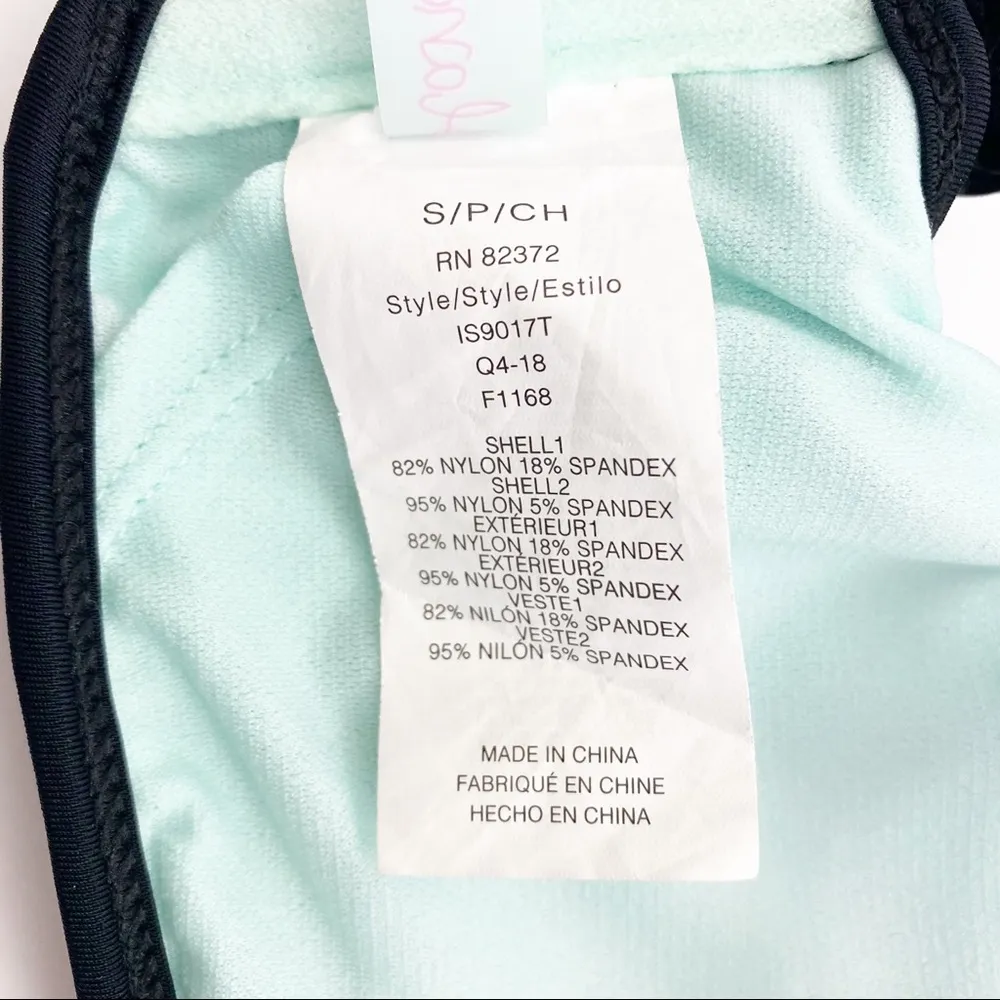 S/P/CH
RN 82372
Style/Style/Estilo
IS9017T
Q4-18
F1168
SHELL1
82% NYLON 18% SPANDEX
SHELL2
95% NYLON 5% SPANDEX
EXTÉRIEUR1
82% NYLON 18% SPANDEX
EXTÉRIEUR2
95% NYLON 5% SPANDEX
VESTE1
82% NILÓN 18% SPANDEX
VESTE2
95% NILÓN 5% SPANDEX
MADE IN CHINA
FABRIQUÉ EN CHINE
HECHO EN CHINA